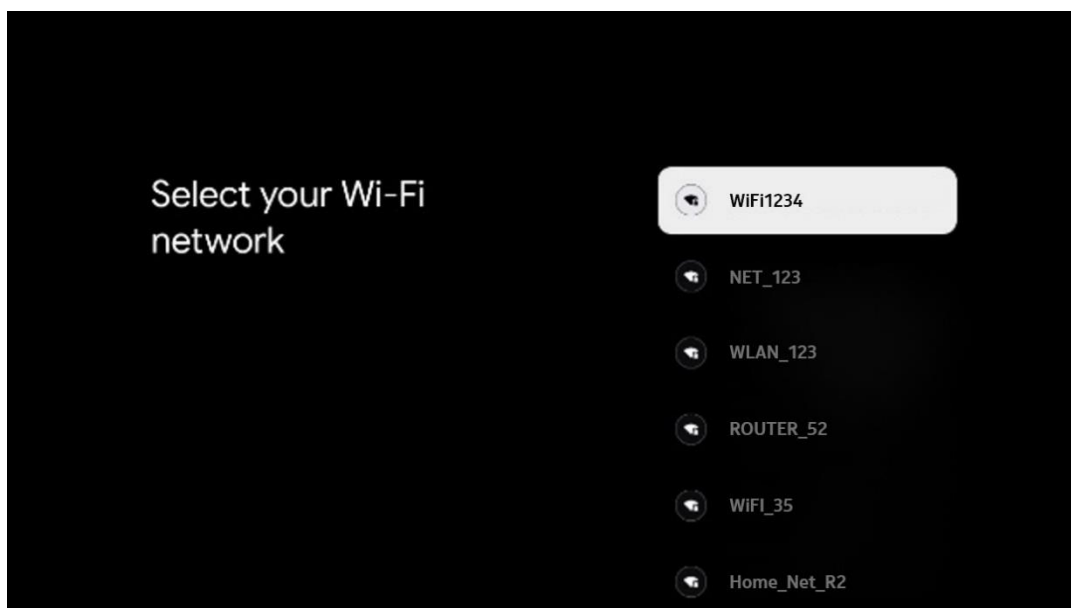 Select your Wi-Fi
network
WiFi1234
NET_123
WLAN_123
ROUTER_52
WiFI_35
Home_Net_R2